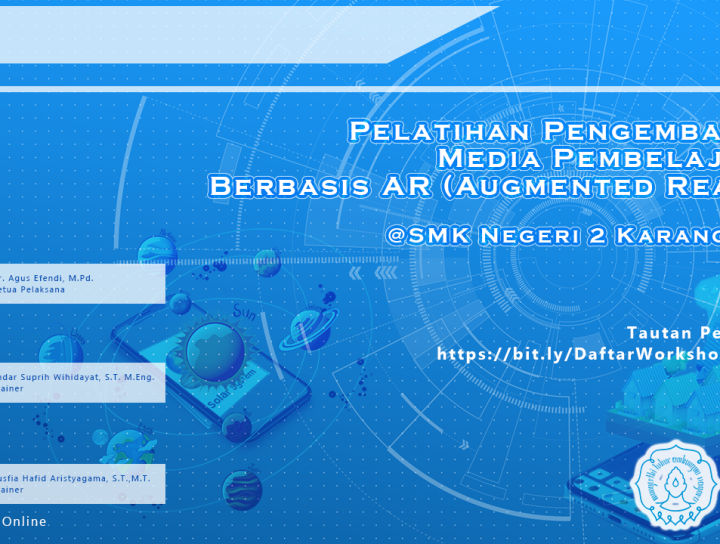 Pelatihan Pengemba
Media Pembelaj
Berbasis AR (Augmented Rea
@SMK Negeri 2 Karang
r. Agus Efendi, M.Pd.
etua Pelaksana
Sun
Solar System
Tautan Pe
https://bit.ly/DaftarWorksho
ndar Suprih Wihidayat, S.T, M.Eng.
ainer
usfia Hafid Aristyagama, S.T.,M.T.
ainer
Online